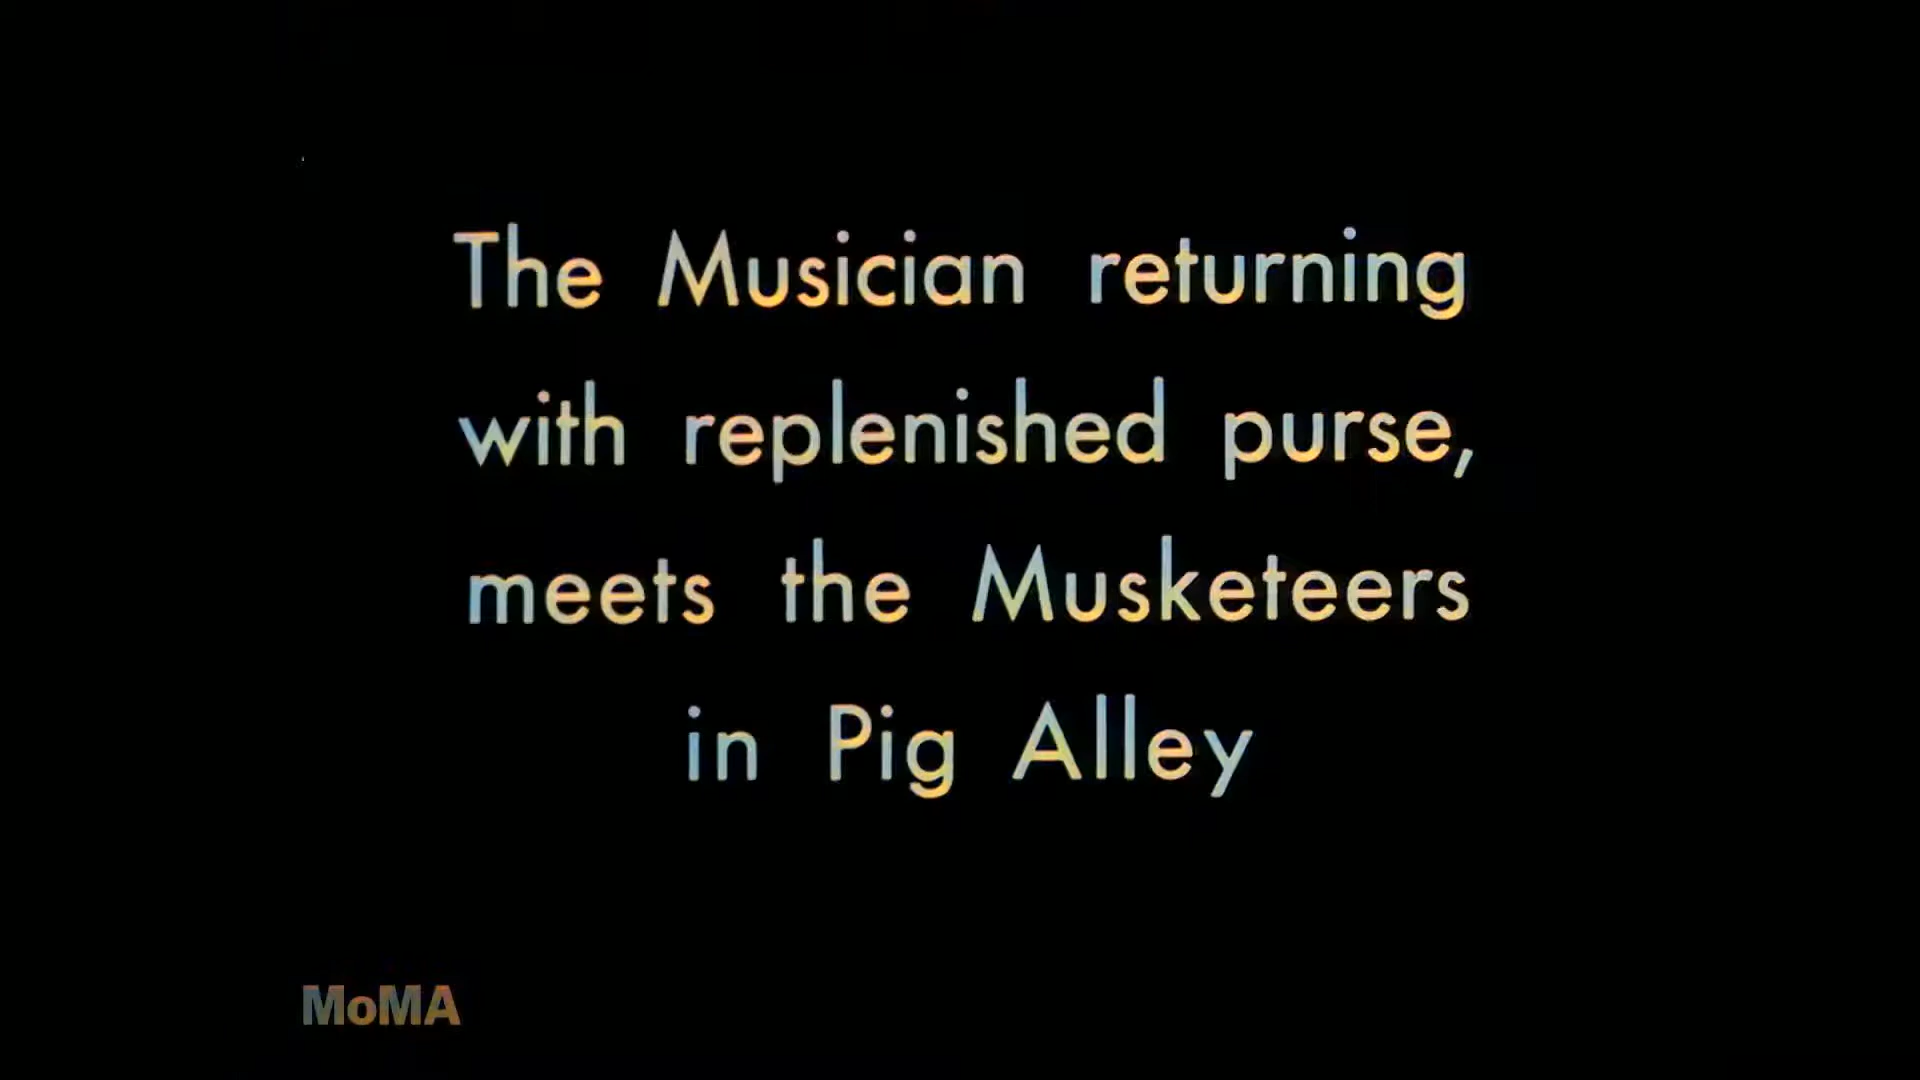 The Musician returning
with replenished purse,
meets the Musketeers
in Pig Alley
MoMA